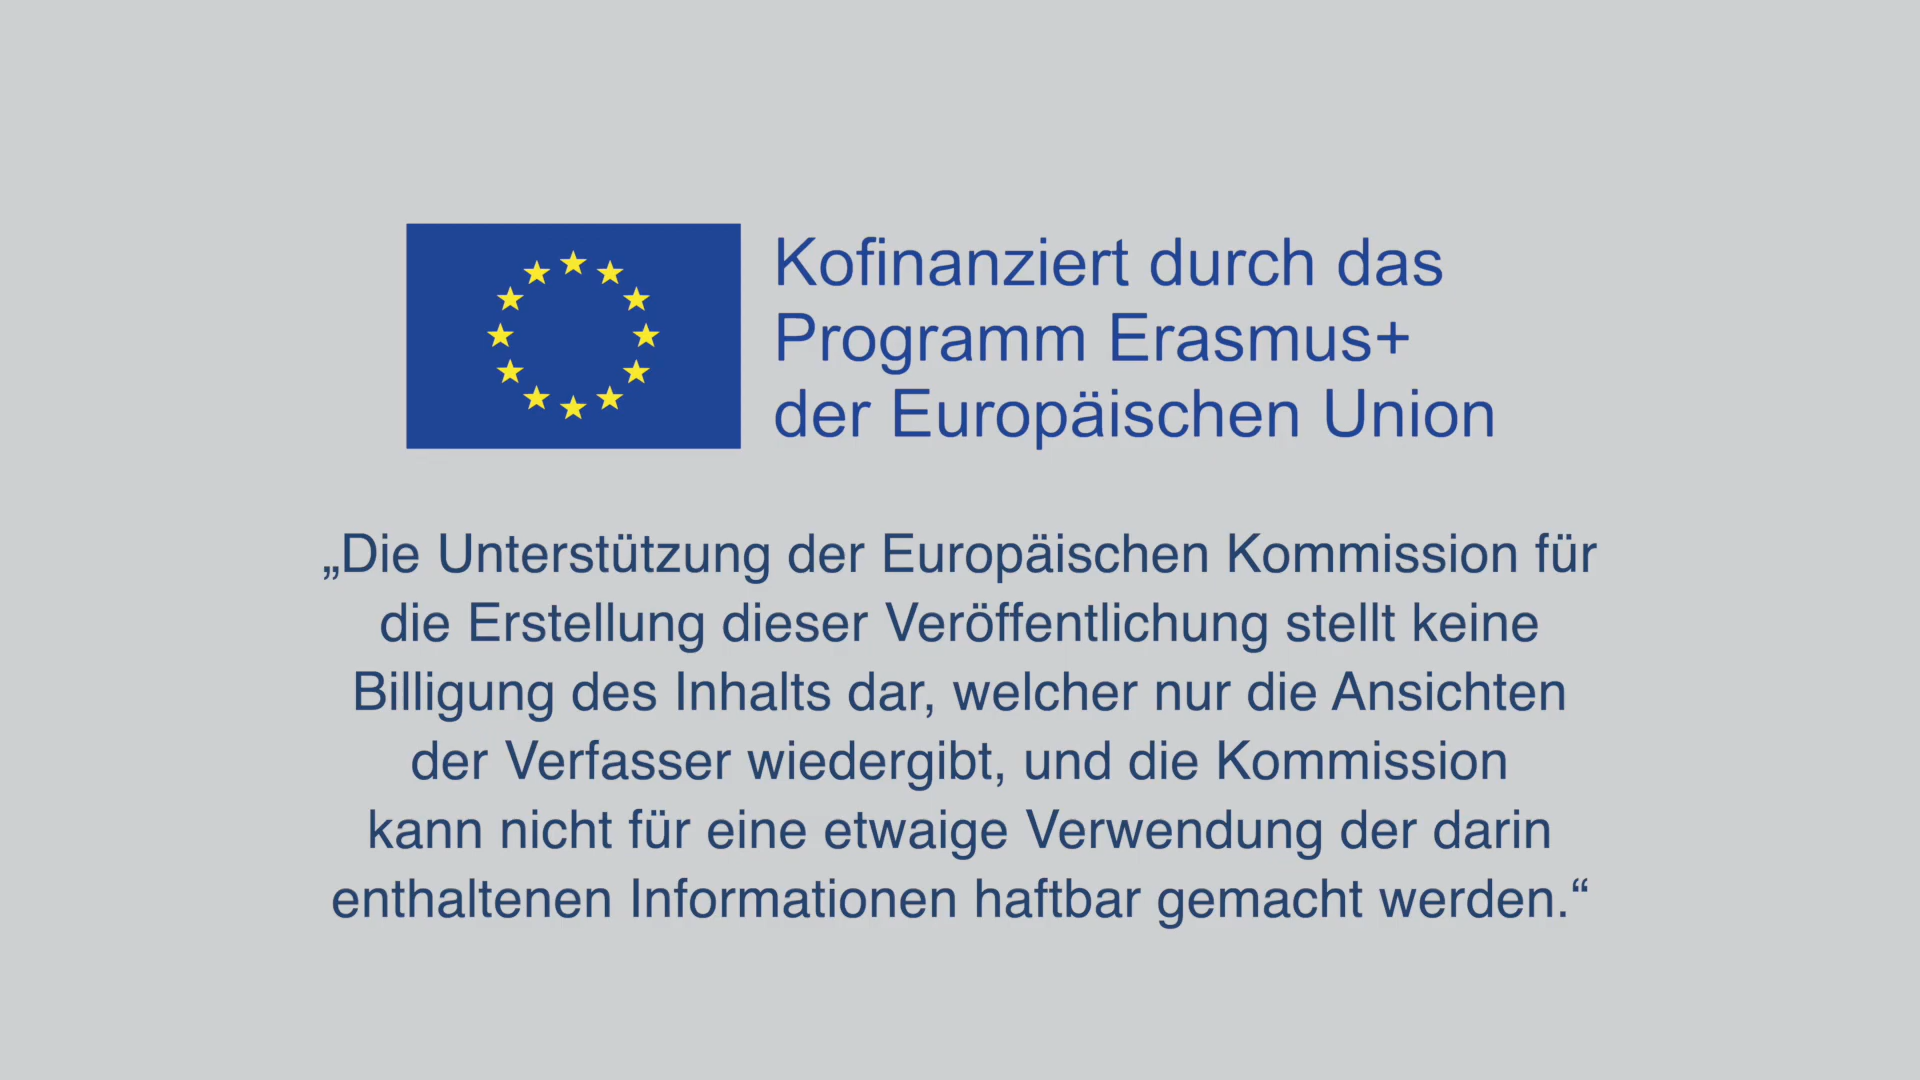 Kofinanziert durch das
Programm Erasmus+
der Europäischen Union
„Die Unterstützung der Europäischen Kommission für
die Erstellung dieser Veröffentlichung stellt keine
Billigung des Inhalts dar, welcher nur die Ansichten
der Verfasser wiedergibt, und die Kommission
kann nicht für eine etwaige Verwendung der darin
enthaltenen Informationen haftbar gemacht werden.“